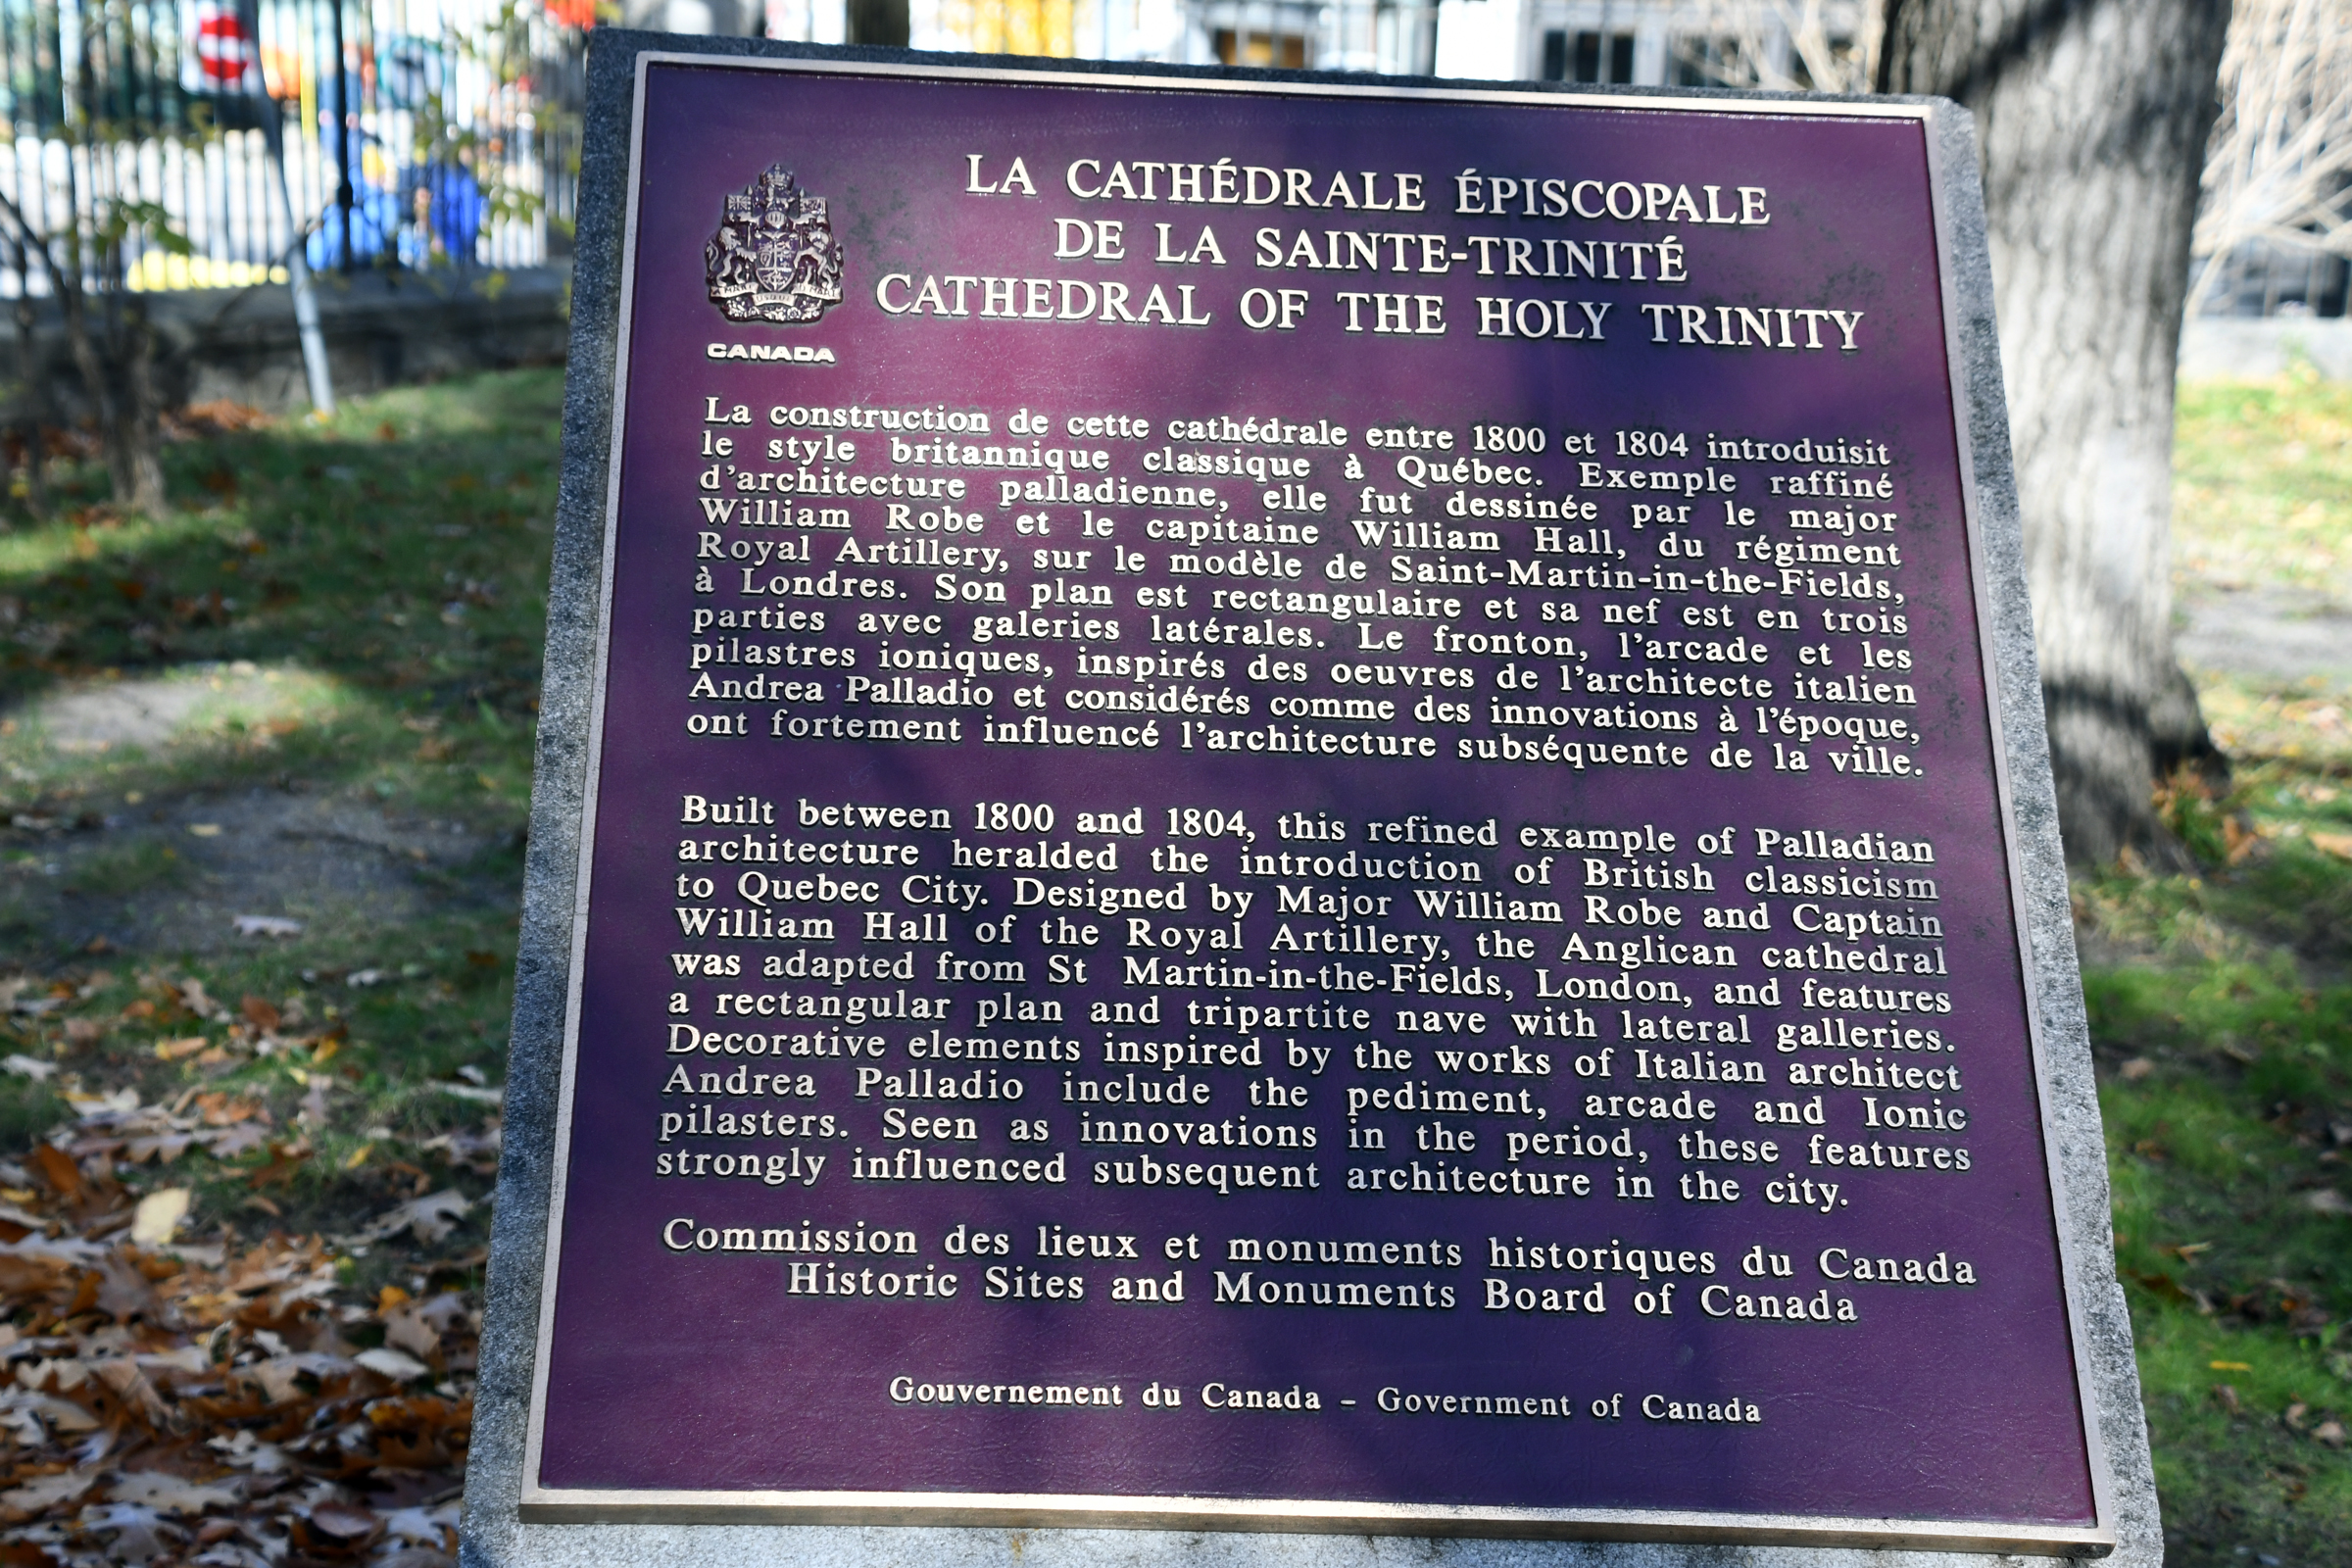 LA CATHÉDRALE ÉPISCOPALE
DE LA SAINTE-TRINITÉ
CATHEDRAL OF THE HOLY TRINITY
CANADA
La construction de cette cathédrale entre 1800 et 1804 introduisit
le style britannique classique à Québec. Exemple raffiné
d'architecture palladienne, elle fut dessinée par le major
William Robe et le capitaine William Hall, du régiment
Royal Artillery, sur le modèle de Saint-Martin-in-the-Fields,
à Londres. Son plan est rectangulaire et sa nef est en trois
parties avec galeries latérales. Le fronton, l'arcade et les
pilastres ioniques, inspirés des oeuvres de l'architecte italien
Andrea Palladio et considérés comme des innovations à l'époque,
ont fortement influencé l'architecture subséquente de la ville.
Built between 1800 and 1804, this refined example of Palladian
architecture heralded the introduction of British classicism
to Quebec City. Designed by Major William Robe and Captain
William Hall of the Royal Artillery, the Anglican cathedral
was adapted from St Martin-in-the-Fields, London, and features
a rectangular plan and tripartite nave with lateral galleries.
Decorative elements inspired by the works of Italian architect
Andrea Palladio include the pediment, arcade and Ionic
pilasters. Seen as innovations in the period, these features
strongly influenced subsequent architecture in the city.
Commission des lieux et monuments historiques du Canada
Historic Sites and Monuments Board of Canada
Gouvernement du Canada – Government of Canada